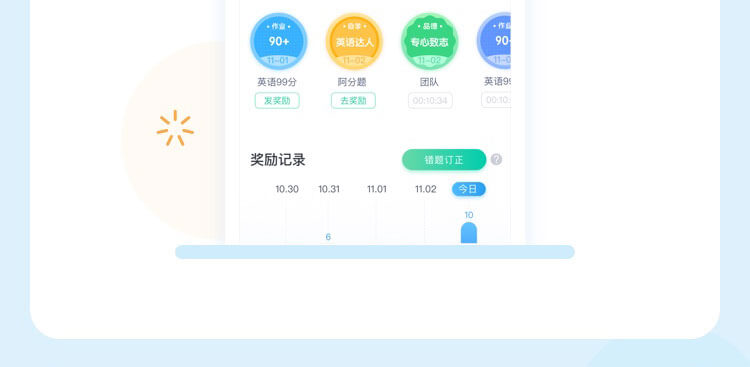 • 作业 • • 自学 • • 品德 • • 作业
90+ 英语达人 专心致志 90
11-01 11-02 11-02 11-0
英语99分 阿分题 团队 英语99
发奖励 去奖励 00:10:34 00:10:
奖励记录 错题订正 ?
10.30 10.31 11.01 11.02 今日
10
6